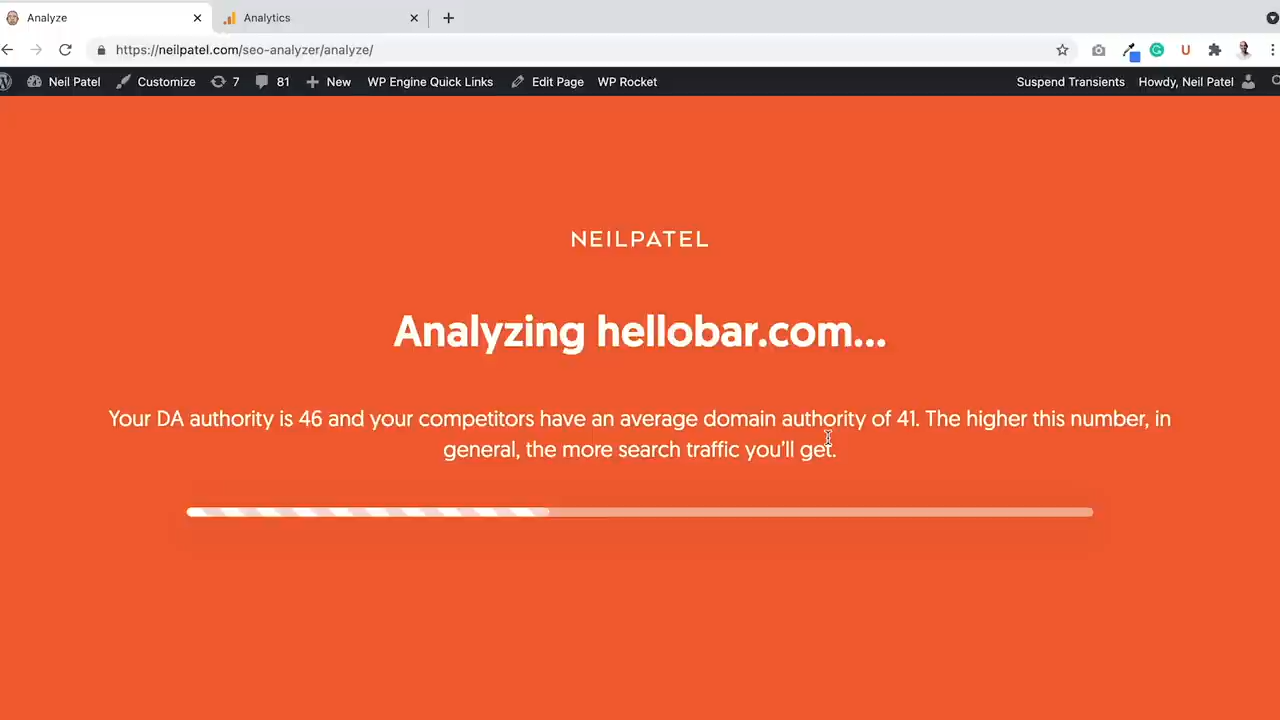 Analyze
Analytics
https://neilpatel.com/seo-analyzer/analyze/
Neil Patel Customize 7 81 New WP Engine Quick Links Edit Page WP Rocket Suspend Transients Howdy, Neil Patel
NEILPATEL
Analyzing hellobar.com...
Your DA authority is 46 and your competitors have an average domain authority of 41. The higher this number, in
general, the more search traffic you'll get.